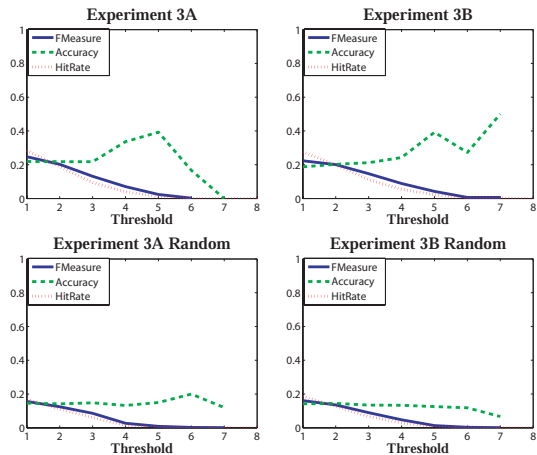 Experiment 3A
1
0.8
0.6
0.4
0.2
0
FMeasure
Accuracy
HitRate
1 2 3 4 5 6 7 8
Threshold
Experiment 3B
1
0.8
0.6
0.4
0.2
0
FMeasure
Accuracy
HitRate
1 2 3 4 5 6 7 8
Threshold
Experiment 3A Random
1
0.8
0.6
0.4
0.2
0
FMeasure
Accuracy
HitRate
1 2 3 4 5 6 7 8
Threshold
Experiment 3B Random
1
0.8
0.6
0.4
0.2
0
FMeasure
Accuracy
HitRate
1 2 3 4 5 6 7 8
Threshold